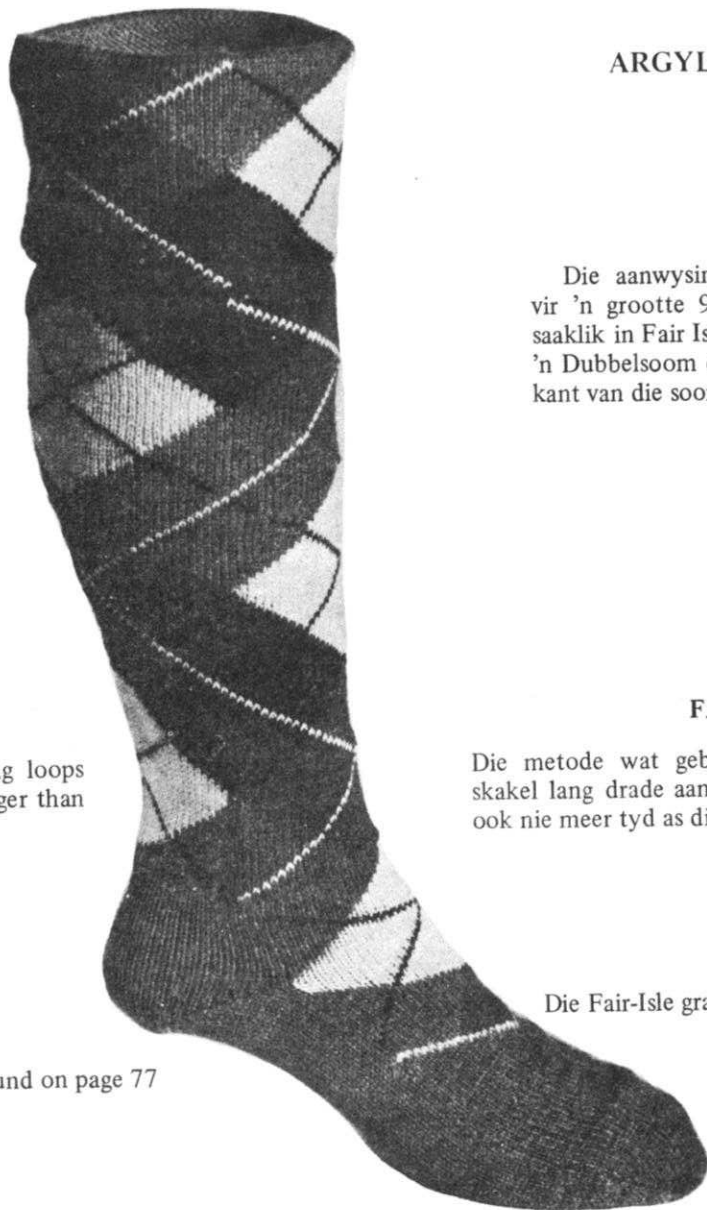 ARGYL
Die aanwysin
vir 'n grootte 9
saaklik in Fair Is
'n Dubbelsoom
kant van die soo
F
g loops
ger than
Die metode wat geb
skakel lang drade aan
ook nie meer tyd as di
Die Fair-Isle gra
und on page 77